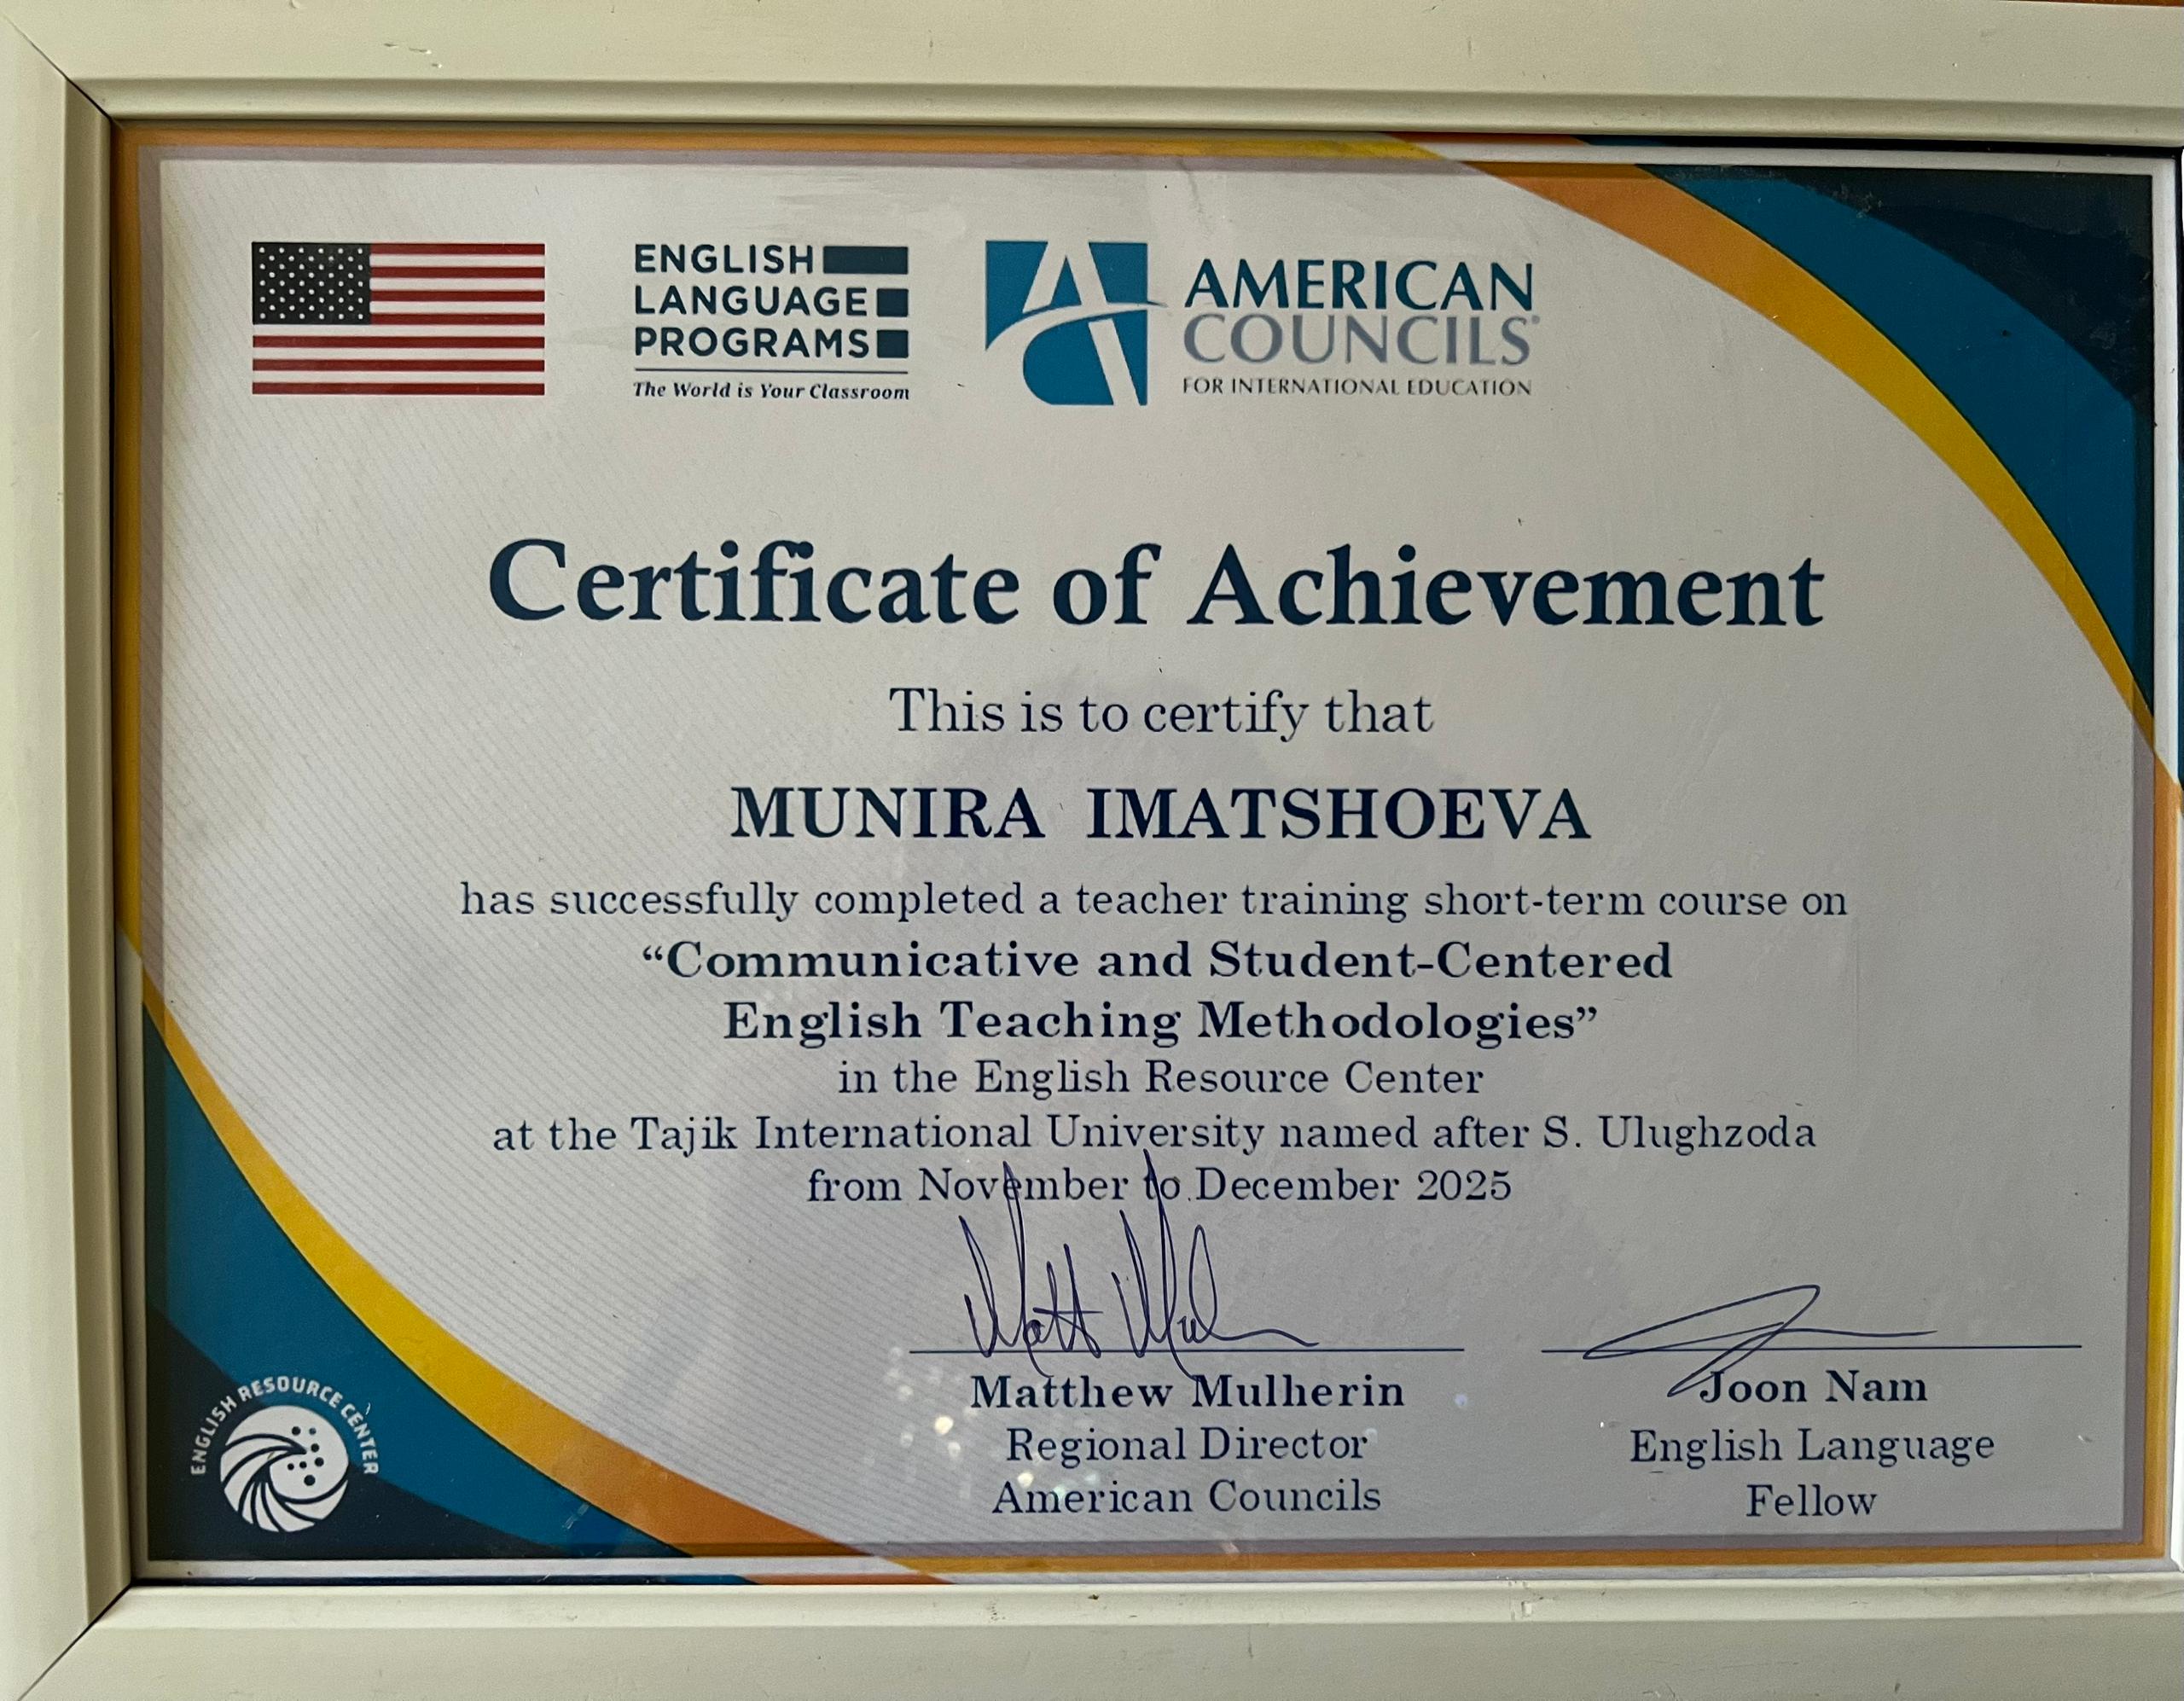 ENGLISH
LANGUAGE
PROGRAMS
The World is Your Classroom
AMERICAN
COUNCILS®
FOR INTERNATIONAL EDUCATION
Certificate of Achievement
This is to certify that
MUNIRA IMATSHOEVA
has successfully completed a teacher training short-term course on
“Communicative and Student-Centered
English Teaching Methodologies”
in the English Resource Center
at the Tajik International University named after S. Ulughzoda
from November to December 2025
Matthew Mulherin
Regional Director
American Councils
Joon Nam
English Language
Fellow
ENGLISH RESOURCE CENTER